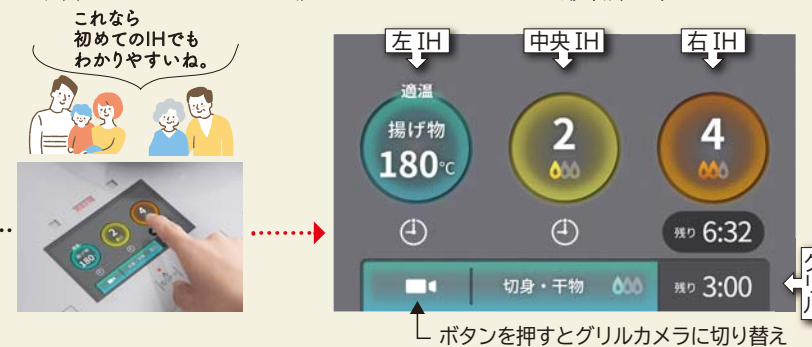 これなら
初めてのIHでも
わかりやすいね。
左IH
中央IH
右IH
適温
揚げ物
180℃
2
4
残り 6:32
切身・干物
残り 3:00
ボタンを押すとグリルカメラに切り替え